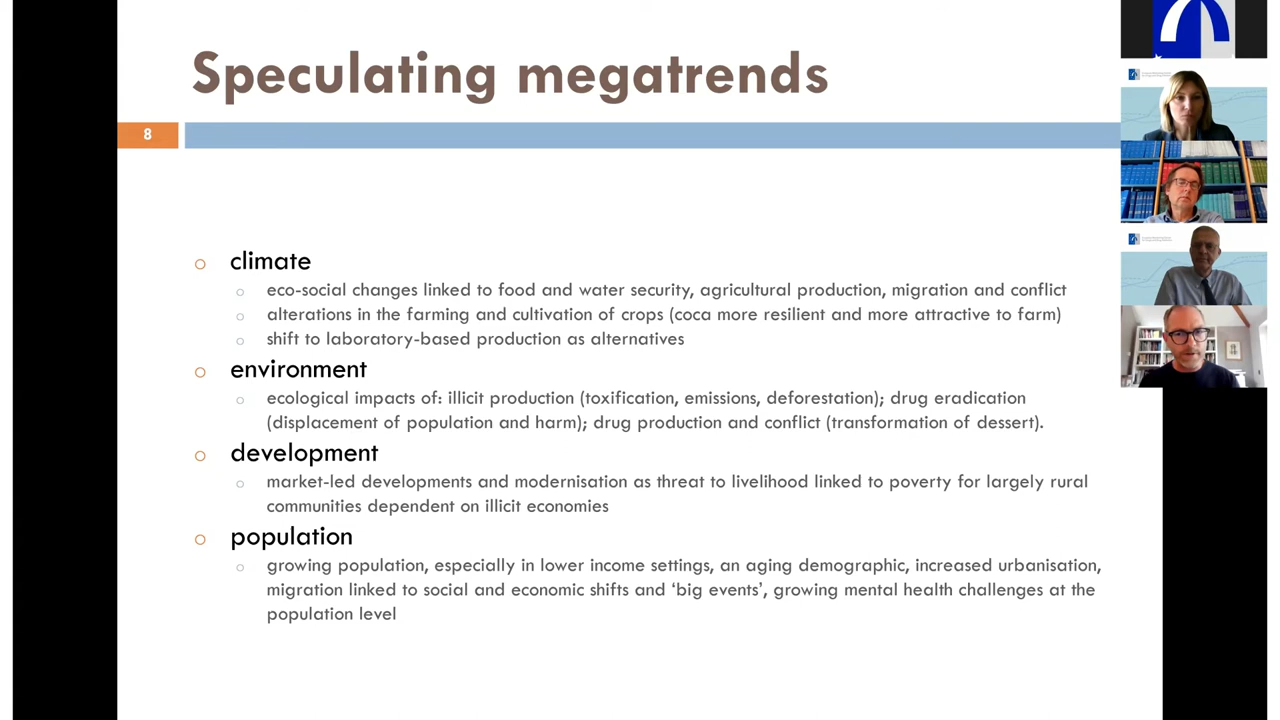 Speculating megatrends
8
climate
eco-social changes linked to food and water security, agricultural production, migration and conflict
alterations in the farming and cultivation of crops (coca more resilient and more attractive to farm)
shift to laboratory-based production as alternatives
environment
ecological impacts of: illicit production (toxification, emissions, deforestation); drug eradication
(displacement of population and harm); drug production and conflict (transformation of dessert).
development
market-led developments and modernisation as threat to livelihood linked to poverty for largely rural
communities dependent on illicit economies
population
growing population, especially in lower income settings, an aging demographic, increased urbanisation,
migration linked to social and economic shifts and ‘big events’, growing mental health challenges at the
population level